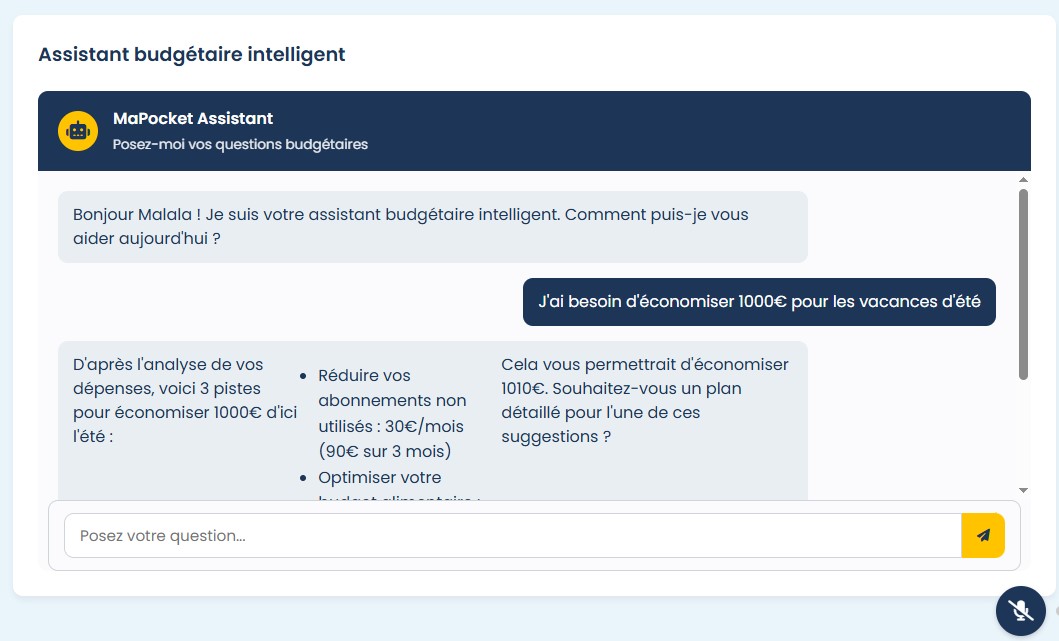 Assistant budgétaire intelligent
MaPocket Assistant
Posez-moi vos questions budgétaires
Bonjour Malala ! Je suis votre assistant budgétaire intelligent. Comment puis-je vous
aider aujourd'hui ?
J'ai besoin d'économiser 1000€ pour les vacances d'été
D'après l'analyse de vos
dépenses, voici 3 pistes
pour économiser 1000€ d'ici
l'été :
• Réduire vos
abonnements non
utilisés : 30€/mois
(90€ sur 3 mois)
• Optimiser votre
budget alimentaire :
Cela vous permettrait d'économiser
1010€. Souhaitez-vous un plan
détaillé pour l'une de ces
suggestions ?
Posez votre question...